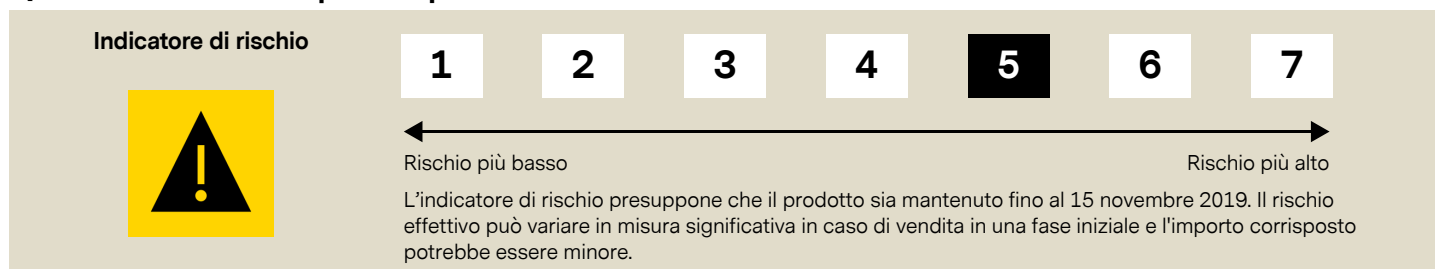 Indicatore di rischio
1 2 3 4 5 6 7
Rischio più basso Rischio più alto
L'indicatore di rischio presuppone che il prodotto sia mantenuto fino al 15 novembre 2019. Il rischio
effettivo può variare in misura significativa in caso di vendita in una fase iniziale e l'importo corrisposto
potrebbe essere minore.